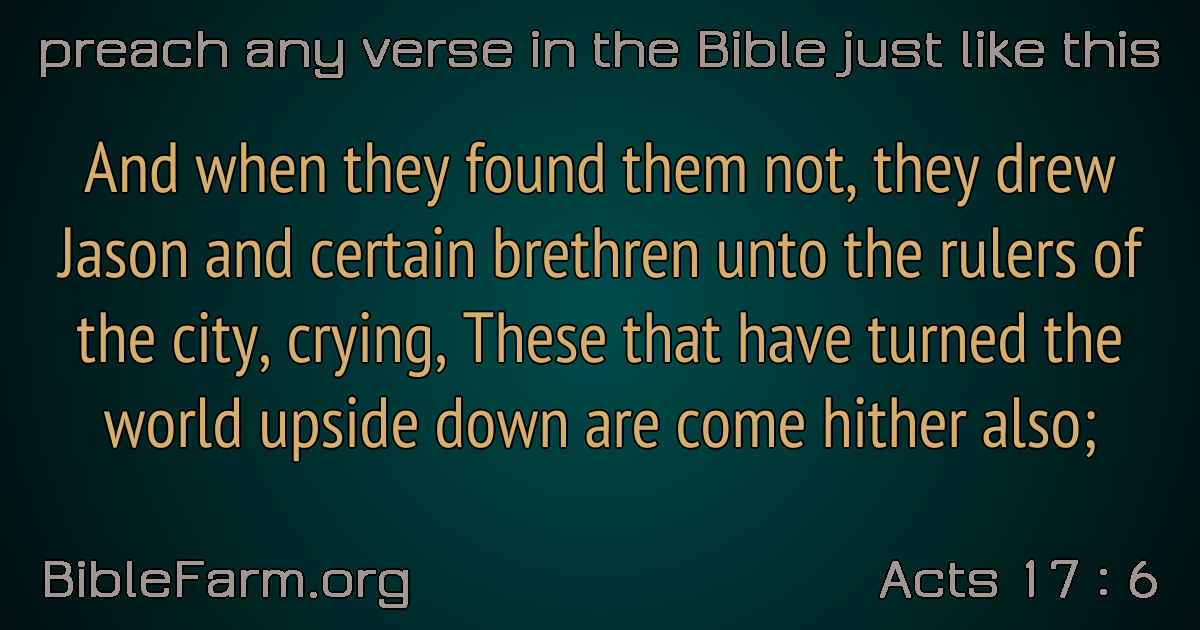 preach any verse in the Bible just like this
And when they found them not, they drew
Jason and certain brethren unto the rulers of
the city, crying, These that have turned the
world upside down are come hither also;
BibleFarm.org
Acts 17 : 6